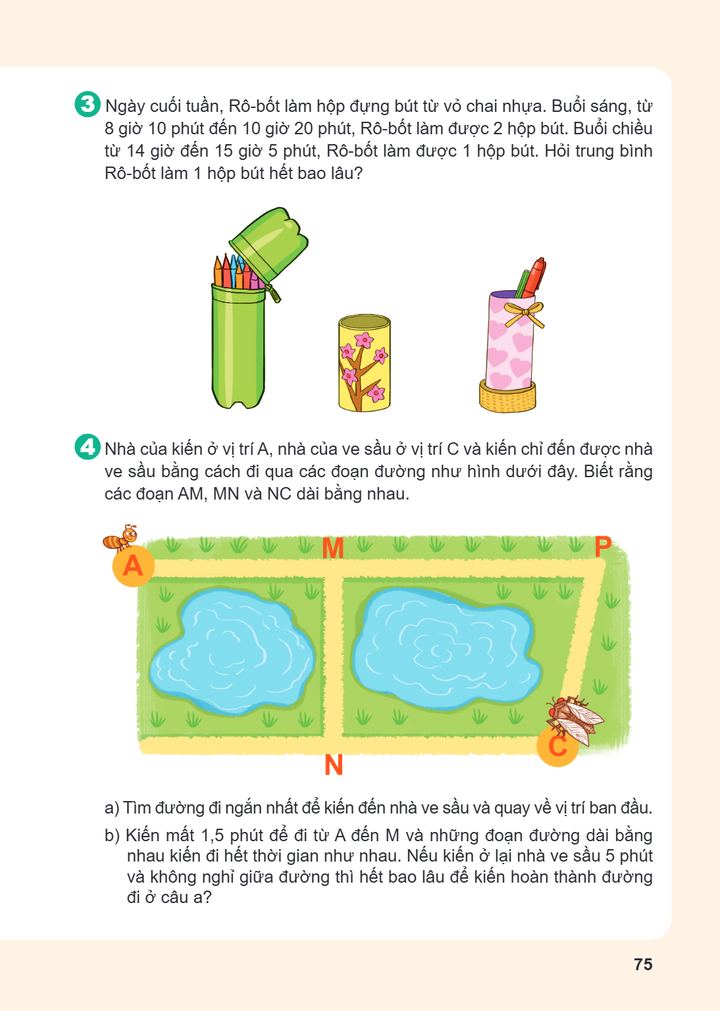 3 Ngày cuối tuần, Rô-bốt làm hộp đựng bút từ vỏ chai nhựa. Buổi sáng, từ
8 giờ 10 phút đến 10 giờ 20 phút, Rô-bốt làm được 2 hộp bút. Buổi chiều
từ 14 giờ đến 15 giờ 5 phút, Rô-bốt làm được 1 hộp bút. Hỏi trung bình
Rô-bốt làm 1 hộp bút hết bao lâu?
4 Nhà của kiến ở vị trí A, nhà của ve sầu ở vị trí C và kiến chỉ đến được nhà
ve sầu bằng cách đi qua các đoạn đường như hình dưới đây. Biết rằng
các đoạn AM, MN và NC dài bằng nhau.
M
P
A
C
N
a) Tìm đường đi ngắn nhất để kiến đến nhà ve sầu và quay về vị trí ban đầu.
b) Kiến mất 1,5 phút để đi từ A đến M và những đoạn đường dài bằng
nhau kiến đi hết thời gian như nhau. Nếu kiến ở lại nhà ve sầu 5 phút
và không nghỉ giữa đường thì hết bao lâu để kiến hoàn thành đường
đi ở câu a?
75